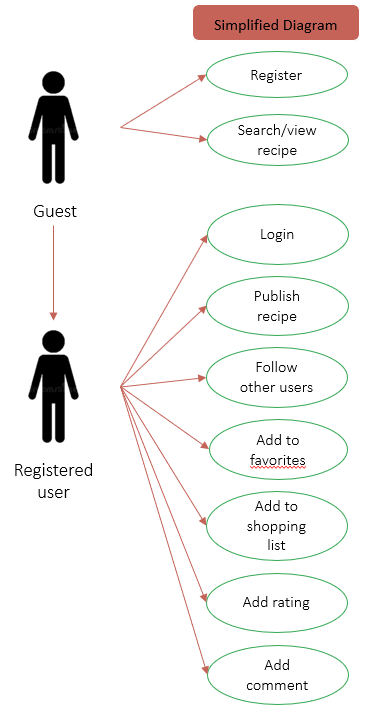 Simplified Diagram
Register
Search/view
recipe
Guest
Login
Publish
recipe
Follow
other users
Registered
user
Add to
favorites
Add to
shopping
list
Add rating
Add
comment